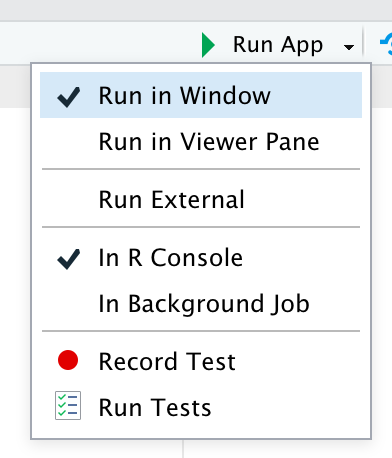 Run App
Run in Window
Run in Viewer Pane
Run External
In R Console
In Background Job
Record Test
Run Tests